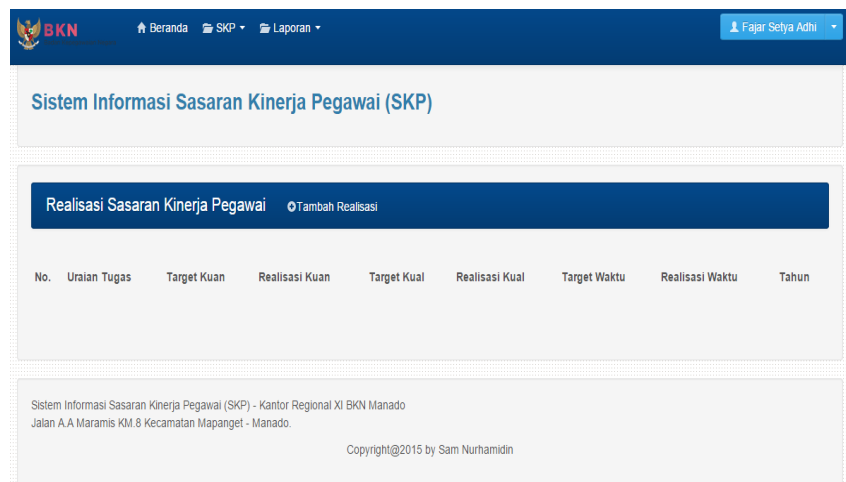 BKN Beranda SKP Laporan Fajar Setya Adhi
Sistem Informasi Sasaran Kinerja Pegawai (SKP)
Realisasi Sasaran Kinerja Pegawai Tambah Realisasi
No. Uraian Tugas Target Kuan Realisasi Kuan Target Kual Realisasi Kual Target Waktu Realisasi Waktu Tahun
Sistem Informasi Sasaran Kinerja Pegawai (SKP) - Kantor Regional XI BKN Manado
Jalan A.A Maramis KM.8 Kecamatan Mapanget - Manado.
Copyright@2015 by Sam Nurhamidin